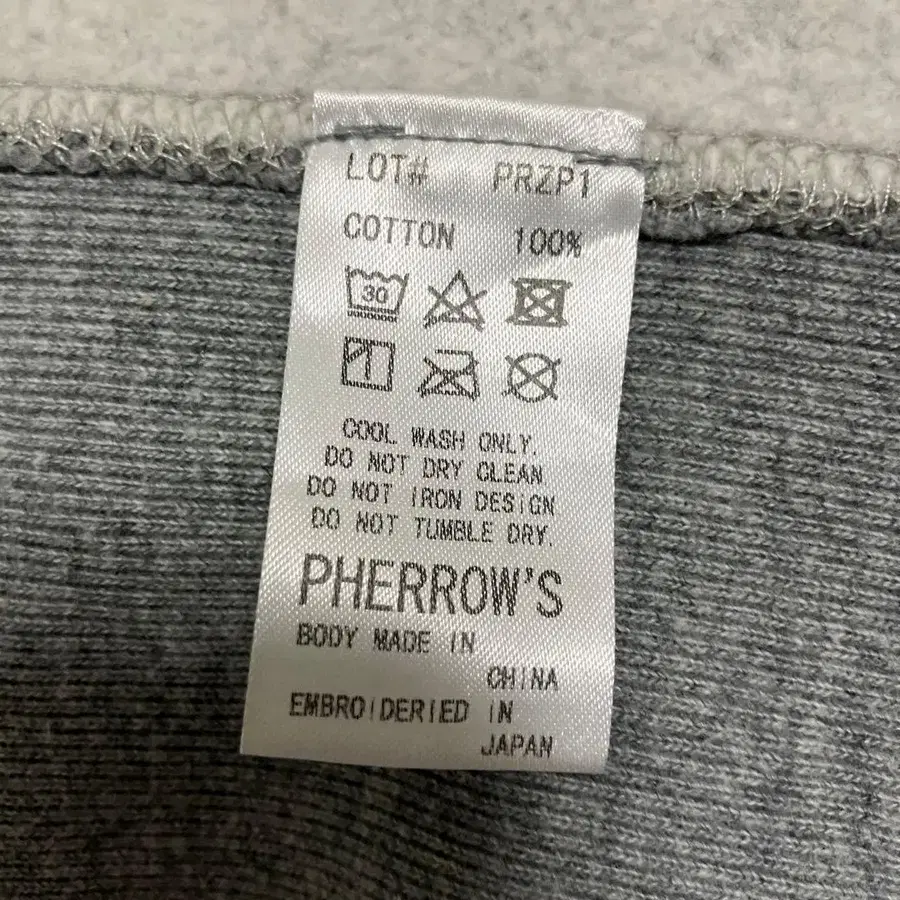 LOT# PRZP1
COTTON 100%
30
COOL WASH ONLY.
DO NOT DRY CLEAN
DO NOT IRON DESIGN
DO NOT TUMBLE DRY.
PHERROW'S
BODY MADE IN
CHINA
EMBROIDERIED IN
JAPAN